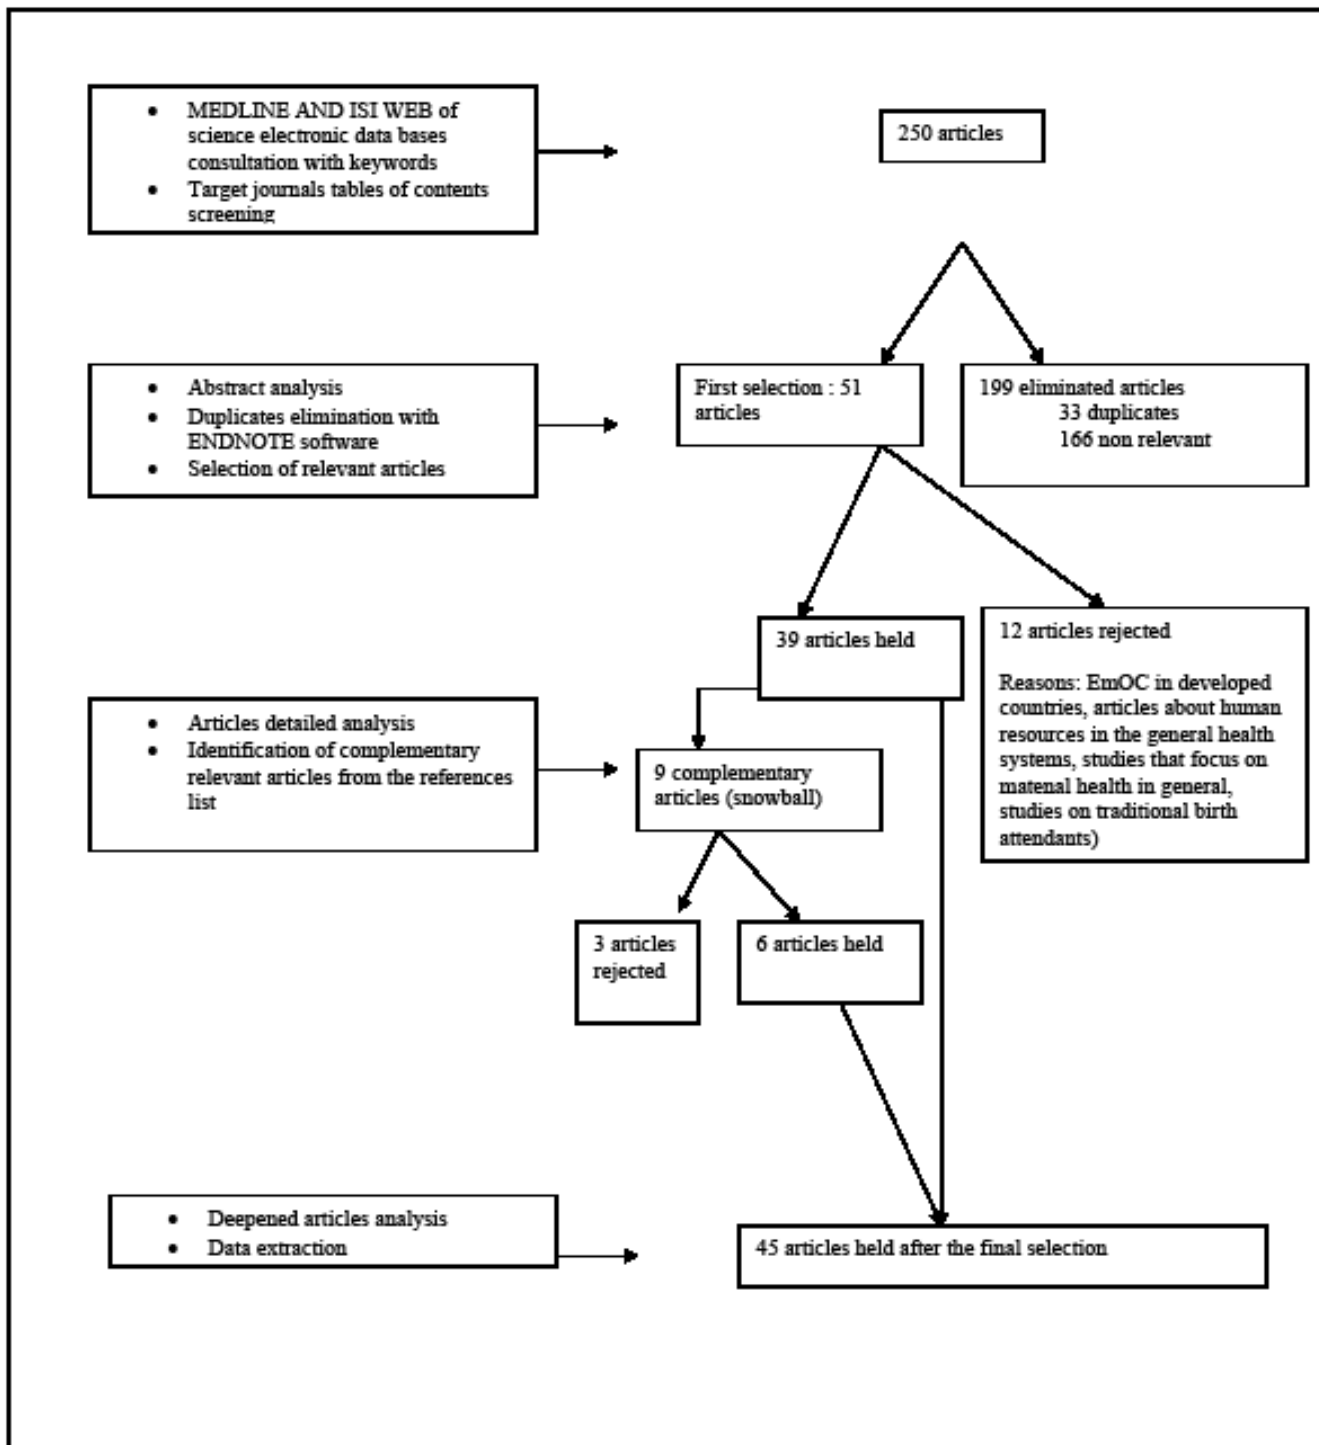 • MEDLINE AND ISI WEB of
science electronic data bases
consultation with keywords
• Target journals tables of contents
screening
250 articles
• Abstract analysis
• Duplicates elimination with
ENDNOTE software
• Selection of relevant articles
First selection : 51
articles
199 eliminated articles
33 duplicates
166 non relevant
39 articles held
12 articles rejected
Reasons: EmOC in developed
countries, articles about human
resources in the general health
systems, studies that focus on
matenal health in general,
studies on traditional birth
attendants)
• Articles detailed analysis
• Identification of complementary
relevant articles from the references
list
9 complementary
articles (snowball)
3 articles
rejected
6 articles held
• Deepened articles analysis
• Data extraction
45 articles held after the final selection